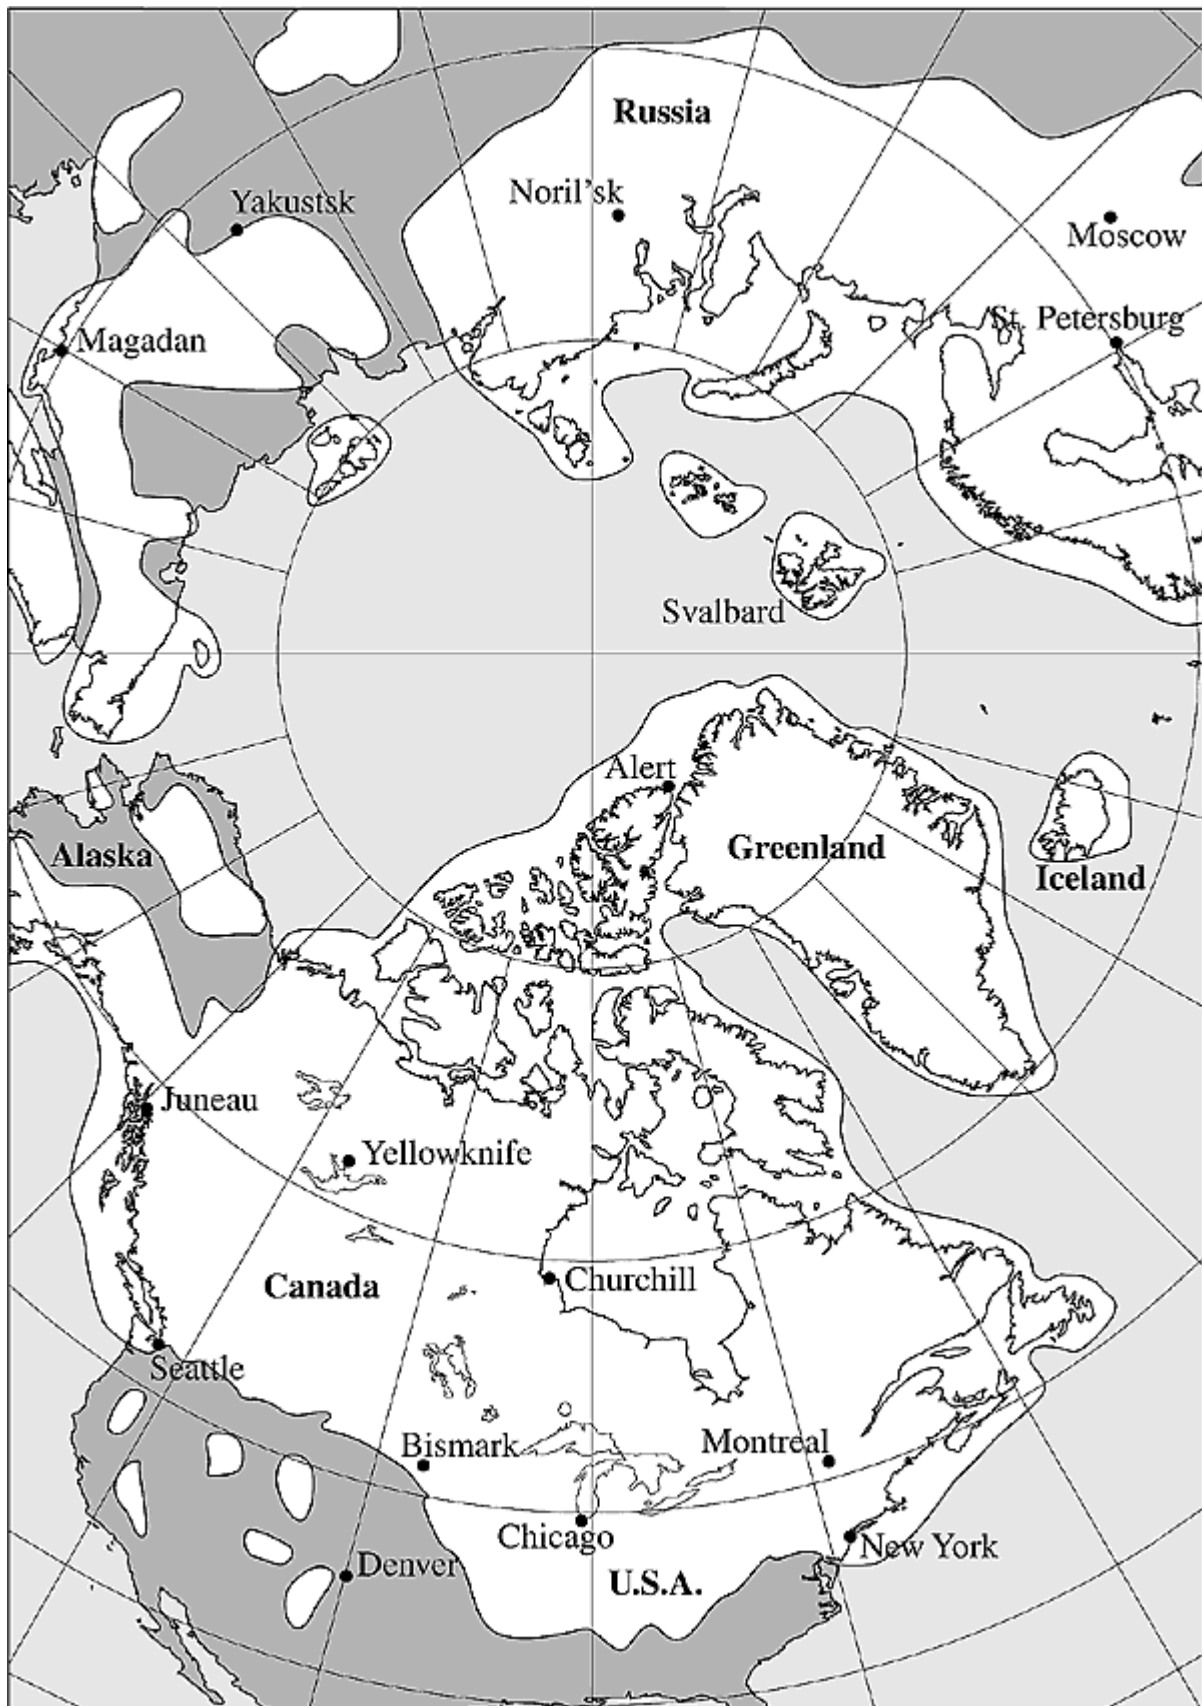 Russia
Noril'sk
Yakustsk
Moscow
St. Petersburg
Magadan
Svalbard
Alert
Alaska
Greenland
Iceland
Juneau
Yellowknife
Canada
Churchill
Seattle
Bismark
Montreal
Chicago
New York
Denver
U.S.A.